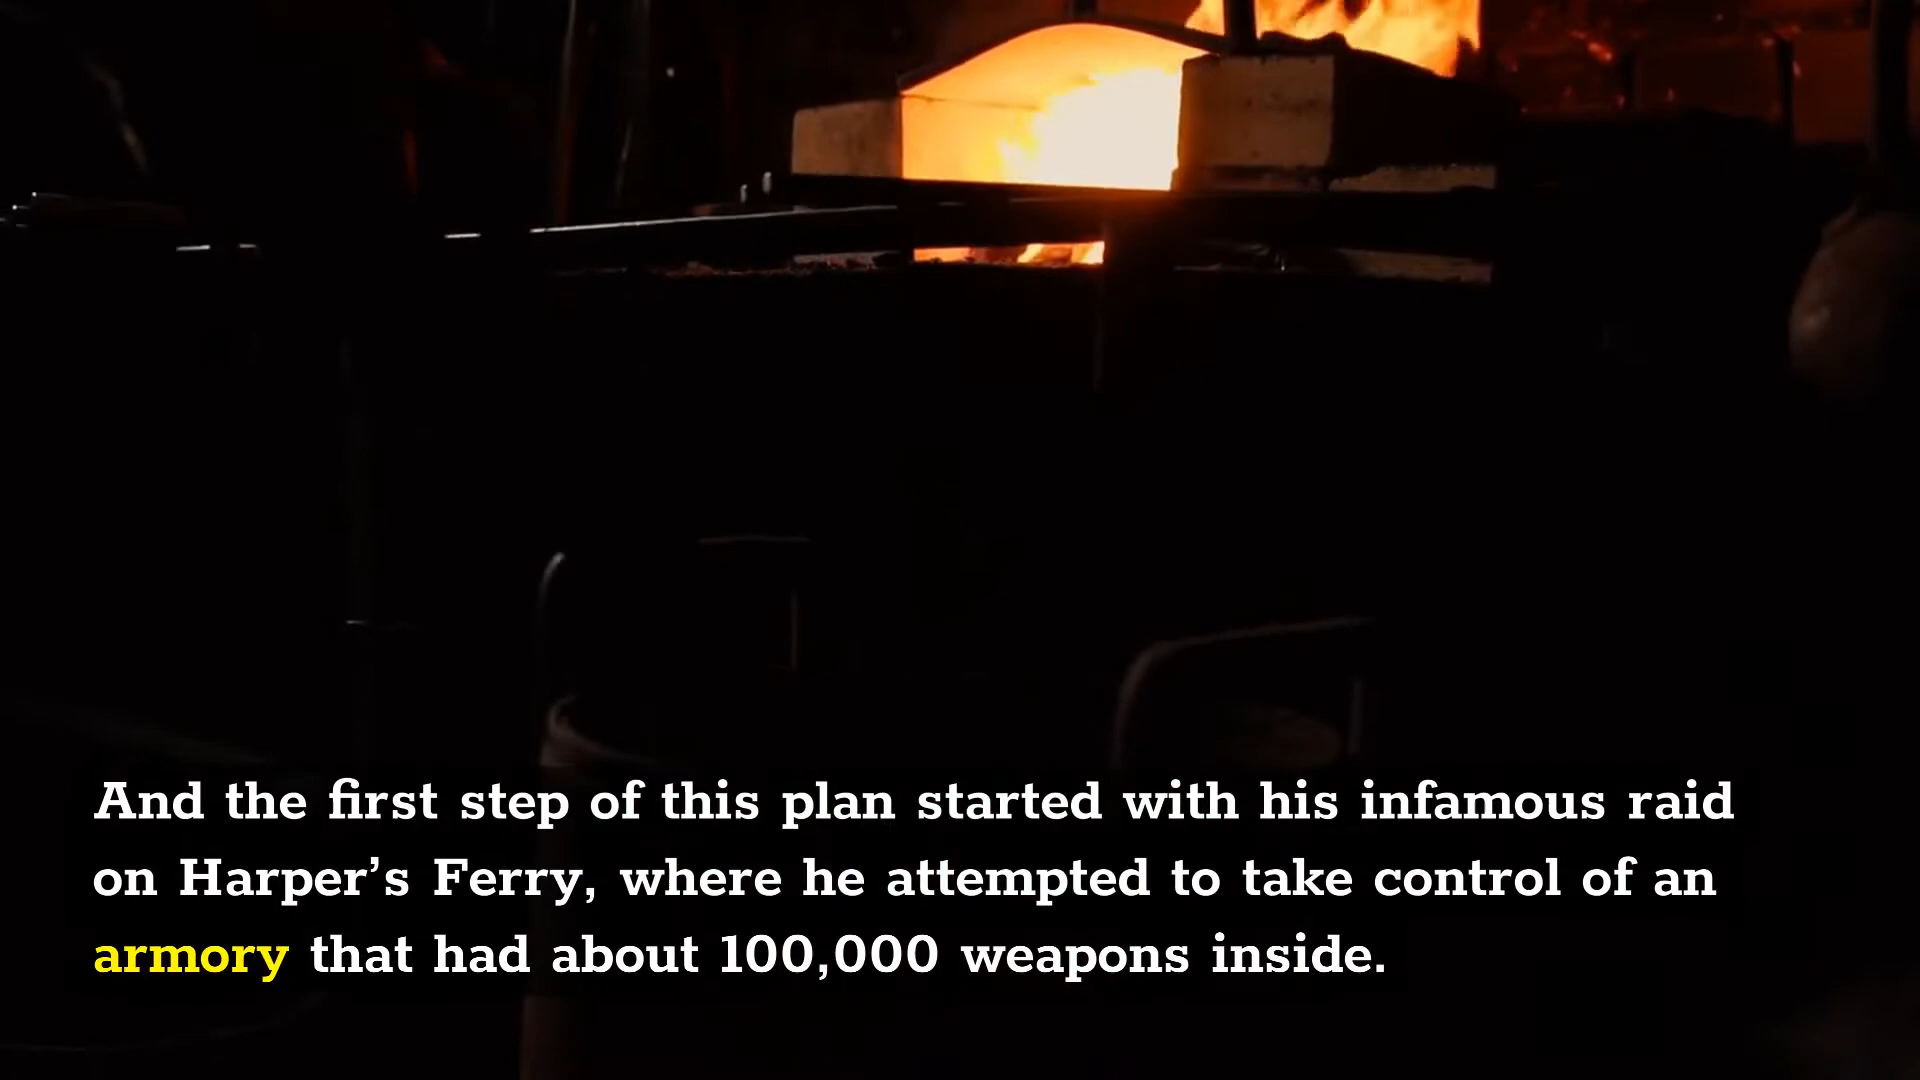 And the first step of this plan started with his infamous raid
on Harper’s Ferry, where he attempted to take control of an
armory that had about 100,000 weapons inside.